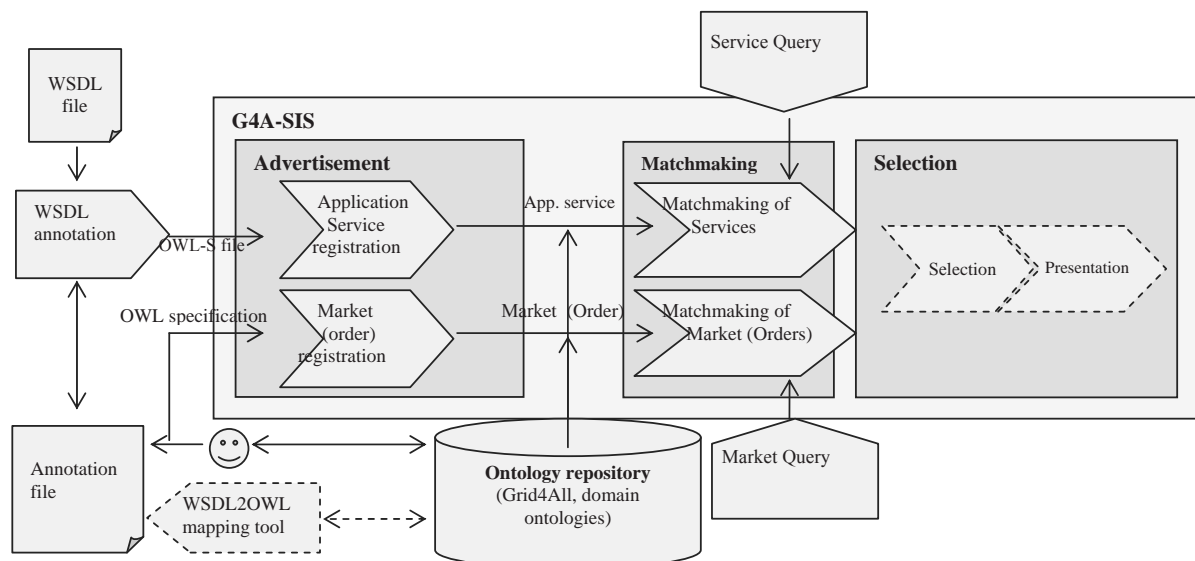 Service Query
WSDL
file
G4A-SIS
Advertisement
Matchmaking
Selection
WSDL
annotation
OWL-S file
Application
Service
registration
App. service
Matchmaking of
Services
Selection
Presentation
OWL specification
Market
(order)
registration
Market (Order)
Matchmaking of
Market (Orders)
Annotation
file
WSDL2OWL
mapping tool
Ontology repository
(Grid4All, domain
ontologies)
Market Query